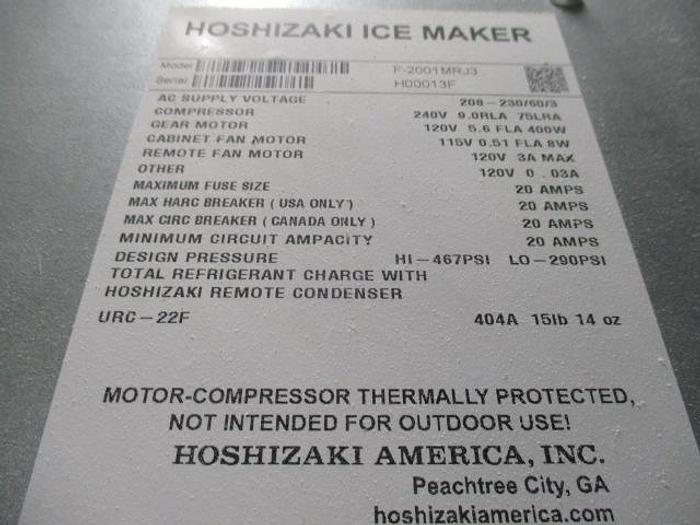 HOSHIZAKI ICE MAKER
Model F-2001MRJ3
Serial H00013F
AC SUPPLY VOLTAGE 208-230/60/3
COMPRESSOR 240V 9.0RLA 75LRA
GEAR MOTOR 120V 5.6 FLA 400W
CABINET FAN MOTOR 115V 0.51 FLA 8W
REMOTE FAN MOTOR 120V 3A MAX
OTHER 120V 0.03A
MAXIMUM FUSE SIZE 20 AMPS
MAX HARC BREAKER ( USA ONLY ) 20 AMPS
MAX CIRC BREAKER ( CANADA ONLY ) 20 AMPS
MINIMUM CIRCUIT AMPACITY 20 AMPS
DESIGN PRESSURE HI-467PSI LO-290PSI
TOTAL REFRIGERANT CHARGE WITH
HOSHIZAKI REMOTE CONDENSER
URC-22F 404A 15lb 14 oz
MOTOR-COMPRESSOR THERMALLY PROTECTED,
NOT INTENDED FOR OUTDOOR USE!
HOSHIZAKI AMERICA, INC.
Peachtree City, GA
hoshizakiamerica.com